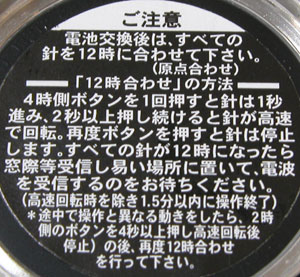 ご注意
電池交換後は、すべての
針を12時に合わせて下さい。
(原点合わせ)
「12時合わせ」の方法
4時側ボタンを1回押すと針は1秒
進み、2秒以上押し続けると針が高速
で回転。再度ボタンを押すと針は停止
します。すべての針が12時になったら
窓際等受信し易い場所に置いて、電波
を受信するのをお待ちください。
(高速回転時を除き1.5分以内に操作終了)
*途中で操作と異なる動きをしたら、2時
側のボタンを4秒以上押し高速回転後
停止)の後、再度12時合わせ
を行って下さい。